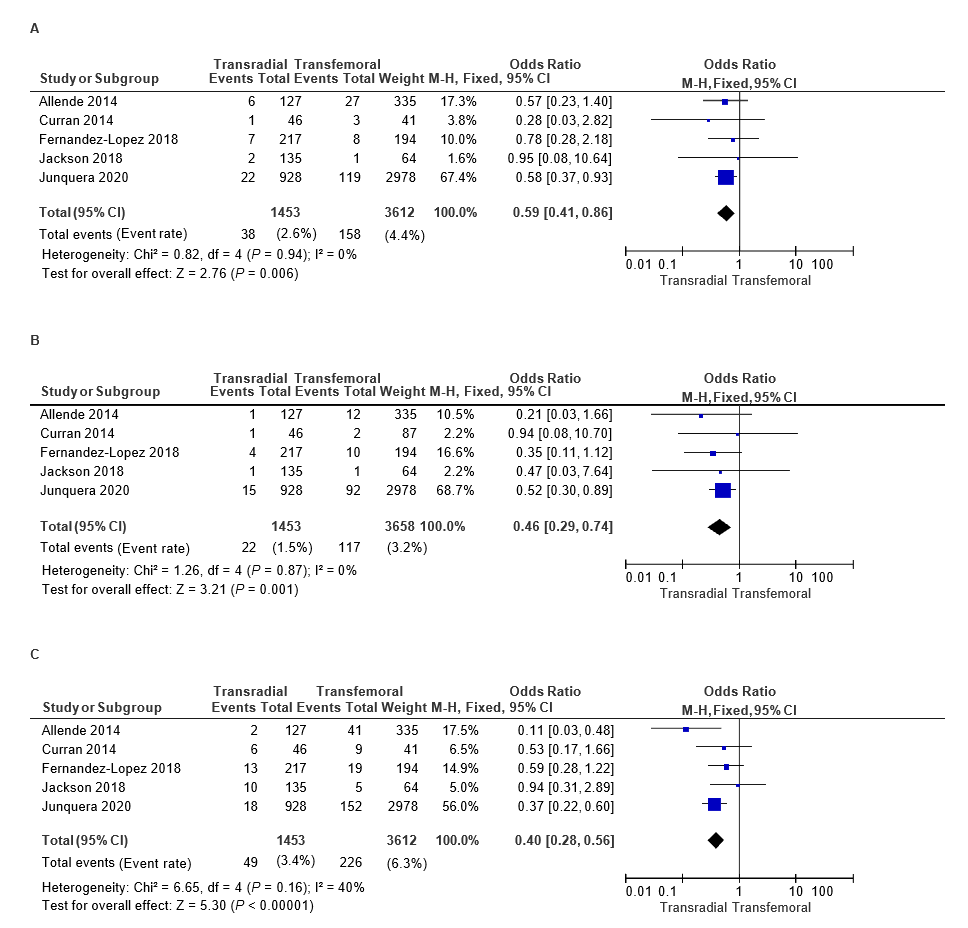 A
Transradial Transfemoral Odds Ratio Odds Ratio
Study or Subgroup Events Total Events Total Weight M-H, Fixed, 95% CI M-H, Fixed, 95% CI
Allende 2014 6 127 27 335 17.3% 0.57 [0.23, 1.40]
Curran 2014 1 46 3 41 3.8% 0.28 [0.03, 2.82]
Fernandez-Lopez 2018 7 217 8 194 10.0% 0.78 [0.28, 2.18]
Jackson 2018 2 135 1 64 1.6% 0.95 [0.08, 10.64]
Junquera 2020 22 928 119 2978 67.4% 0.58 [0.37, 0.93]
Total (95% CI) 1453 3612 100.0% 0.59 [0.41, 0.86]
Total events (Event rate) 38 (2.6%) 158 (4.4%)
Heterogeneity: Chi² = 0.82, df = 4 (P = 0.94); I² = 0%
Test for overall effect: Z = 2.76 (P = 0.006)
0.01 0.1 1 10 100
Transradial Transfemoral
B
Transradial Transfemoral Odds Ratio Odds Ratio
Study or Subgroup Events Total Events Total Weight M-H, Fixed, 95% CI M-H, Fixed, 95% CI
Allende 2014 1 127 12 335 10.5% 0.21 [0.03, 1.66]
Curran 2014 1 46 2 87 2.2% 0.94 [0.08, 10.70]
Fernandez-Lopez 2018 4 217 10 194 16.6% 0.35 [0.11, 1.12]
Jackson 2018 1 135 1 64 2.2% 0.47 [0.03, 7.64]
Junquera 2020 15 928 92 2978 68.7% 0.52 [0.30, 0.89]
Total (95% CI) 1453 3658 100.0% 0.46 [0.29, 0.74]
Total events (Event rate) 22 (1.5%) 117 (3.2%)
Heterogeneity: Chi² = 1.26, df = 4 (P = 0.87); I² = 0%
Test for overall effect: Z = 3.21 (P = 0.001)
0.01 0.1 1 10 100
Transradial Transfemoral
C
Transradial Transfemoral Odds Ratio Odds Ratio
Study or Subgroup Events Total Events Total Weight M-H, Fixed, 95% CI M-H, Fixed, 95% CI
Allende 2014 2 127 41 335 17.5% 0.11 [0.03, 0.48]
Curran 2014 6 46 9 41 6.5% 0.53 [0.17, 1.66]
Fernandez-Lopez 2018 13 217 19 194 14.9% 0.59 [0.28, 1.22]
Jackson 2018 10 135 5 64 5.0% 0.94 [0.31, 2.89]
Junquera 2020 18 928 152 2978 56.0% 0.37 [0.22, 0.60]
Total (95% CI) 1453 3612 100.0% 0.40 [0.28, 0.56]
Total events (Event rate) 49 (3.4%) 226 (6.3%)
Heterogeneity: Chi² = 6.65, df = 4 (P = 0.16); I² = 40%
Test for overall effect: Z = 5.30 (P < 0.00001)
0.01 0.1 1 10 100
Transradial Transfemoral